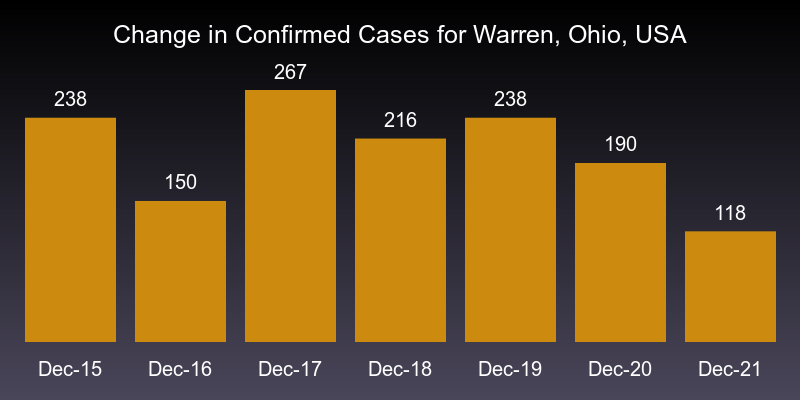 Change in Confirmed Cases for Warren, Ohio, USA
238
150
267
216
238
190
118
Dec-15
Dec-16
Dec-17
Dec-18
Dec-19
Dec-20
Dec-21